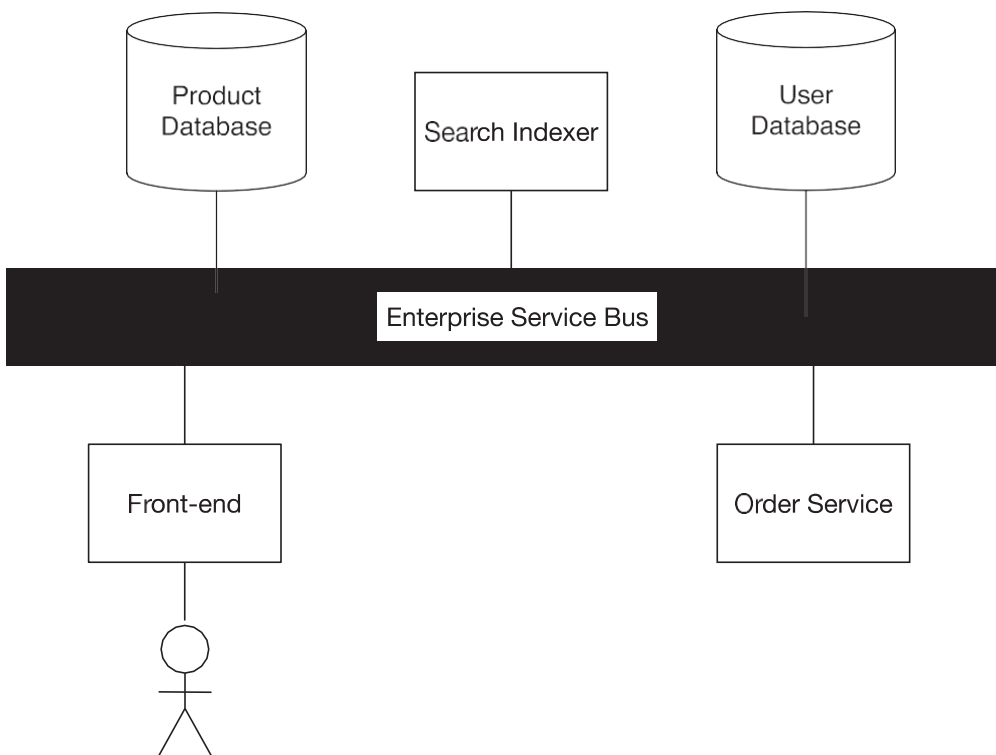 Product
Database
Search Indexer
User
Database
Enterprise Service Bus
Front-end
Order Service